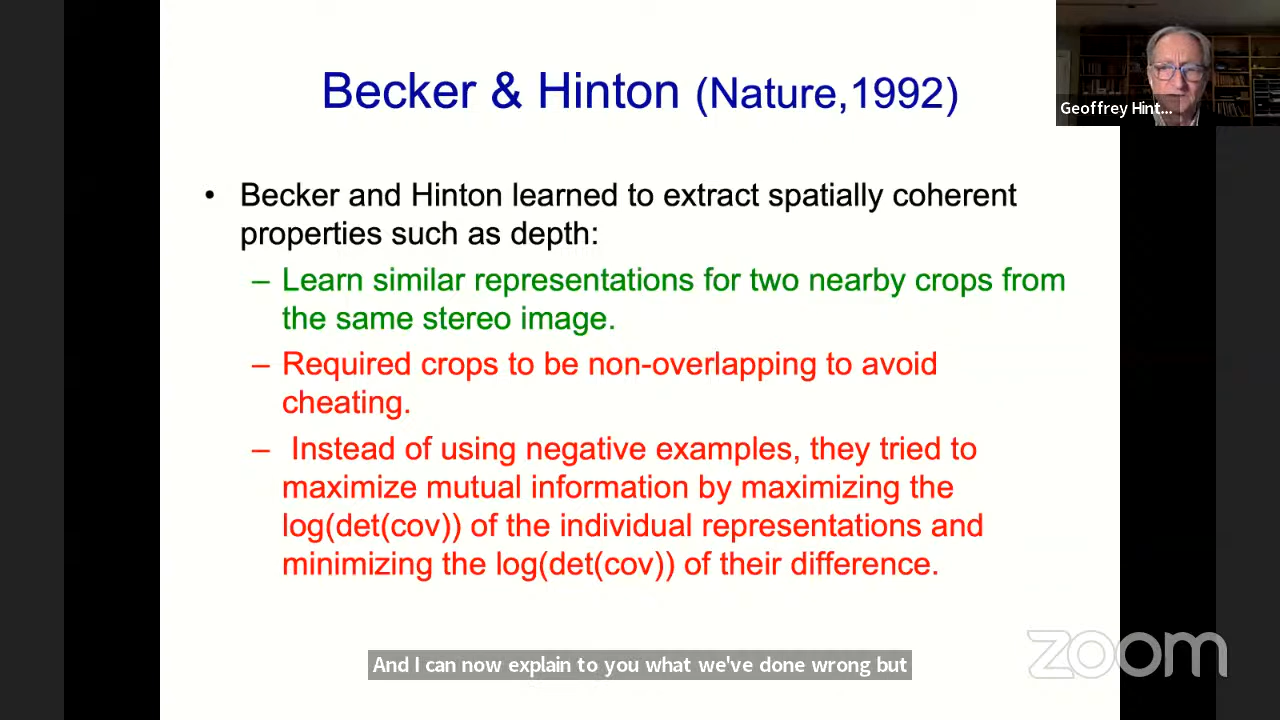 Becker & Hinton (Nature,1992)
Geoffrey Hint...
• Becker and Hinton learned to extract spatially coherent
properties such as depth:
– Learn similar representations for two nearby crops from
the same stereo image.
– Required crops to be non-overlapping to avoid
cheating.
– Instead of using negative examples, they tried to
maximize mutual information by maximizing the
log(det(cov)) of the individual representations and
minimizing the log(det(cov)) of their difference.
And I can now explain to you what we've done wrong but
zoom